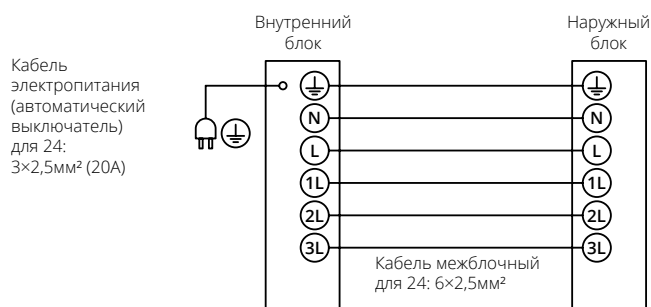 Внутренний
блок
Наружный
блок
Кабель
электропитания
(автоматический
выключатель)
для 24:
3×2,5мм² (20А)
N
L
1L
2L
3L
N
L
1L
2L
3L
Кабель межблочный
для 24: 6×2,5мм²